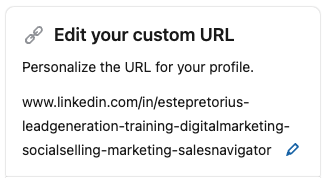 Edit your custom URL
Personalize the URL for your profile.
www.linkedin.com/in/estepretorius-
leadgeneration-training-digitalmarketing-
socialselling-marketing-salesnavigator